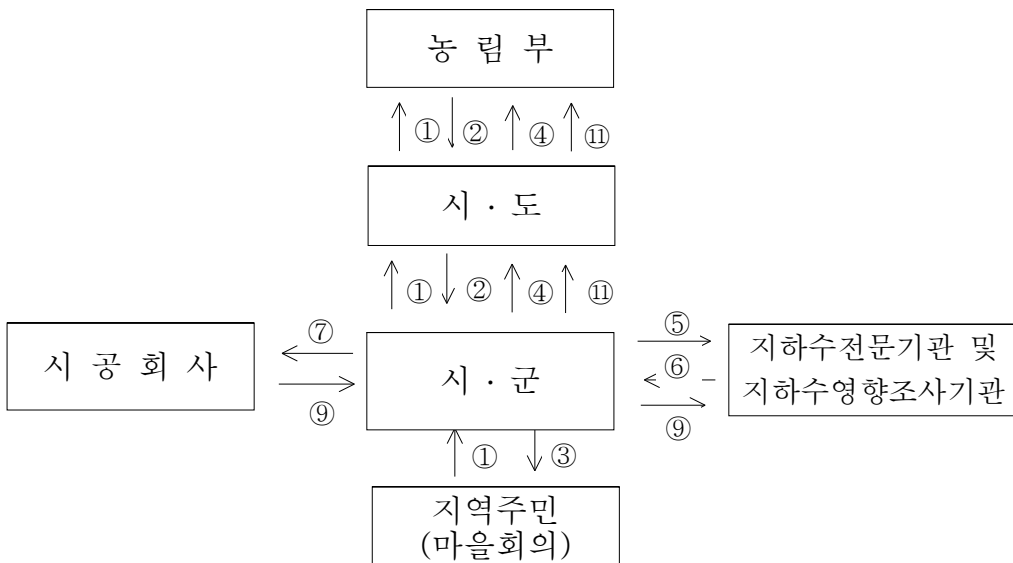 농 림 부
① ② ④ ⑪
시 · 도
① ② ④ ⑪
⑦ ⑤
시 공 회 사
시 · 군
지하수전문기관 및
지하수영향조사기관
⑥
⑨ ⑨
① ③
지역주민
(마을회의)